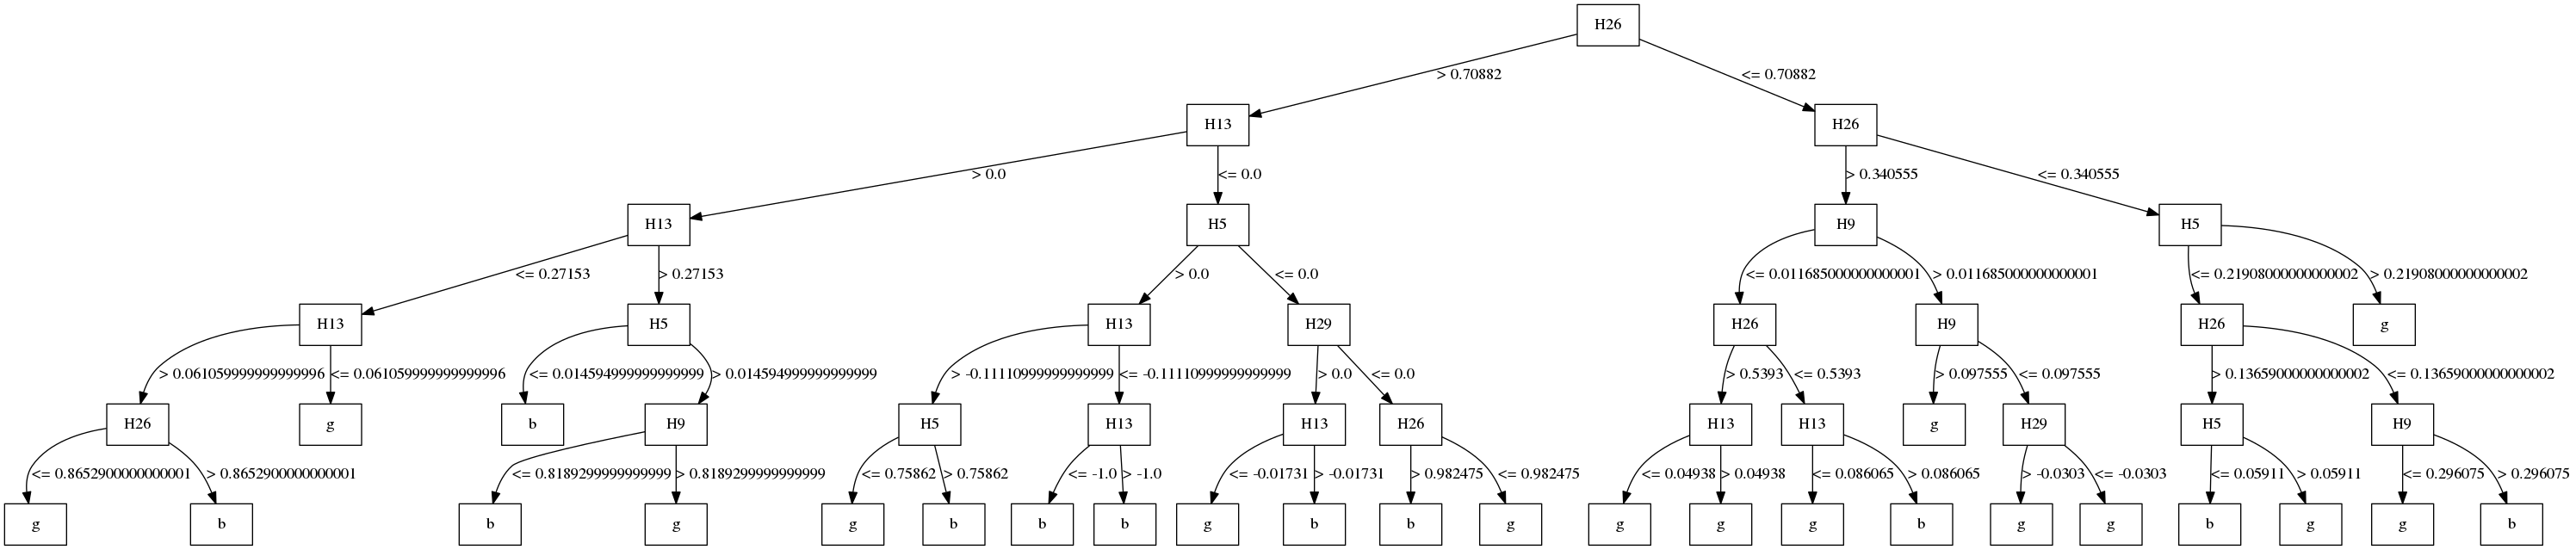 H26
> 0.70882 <= 0.70882
H13 H26
> 0.0 <= 0.0 > 0.340555 <= 0.340555
H13 H5 H9 H5
<= 0.27153 > 0.27153 > 0.0 <= 0.0 <= 0.011685000000000001 > 0.011685000000000001 <= 0.21908000000000002 > 0.21908000000000002
H13 H5 H13 H29 H26 H9 H26 g
> 0.061059999999999996 <= 0.061059999999999996 <= 0.014594999999999999 > 0.014594999999999999 > -0.11110999999999999 <= -0.11110999999999999 > 0.0 <= 0.0 > 0.5393 <= 0.5393 > 0.097555 <= 0.097555 > 0.13659000000000002 <= 0.13659000000000002
H26 g b H9 H5 H13 H13 H26 H13 H13 g H29 H5 H9
<= 0.8652900000000001 > 0.8652900000000001 <= 0.8189299999999999 > 0.8189299999999999 <= 0.75862 > 0.75862 <= -1.0 > -1.0 <= -0.01731 > -0.01731 > 0.982475 <= 0.982475 <= 0.04938 > 0.04938 <= 0.086065 > 0.086065 > -0.0303 <= -0.0303 <= 0.05911 > 0.05911 <= 0.296075 > 0.296075
g b b g g b b b g b b g g g g b g g b g g b